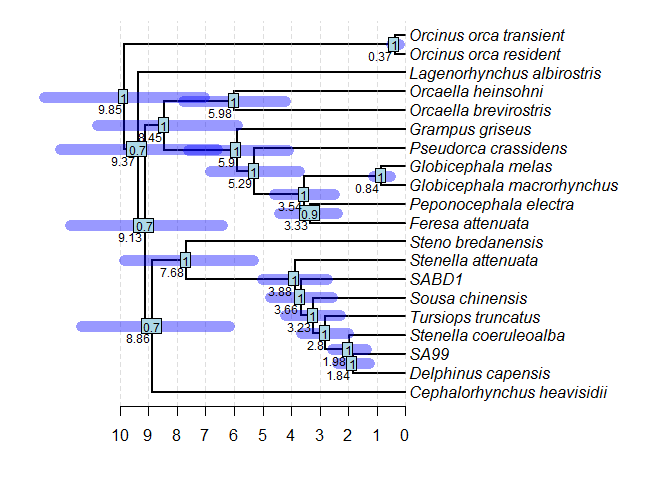 Orcinus orca transient
1
0.37
Orcinus orca resident
Lagenorhynchus albirostris
Orcaella heinsohni
1
9.85
1
5.98
Orcaella brevirostris
1
8.45
Grampus griseus
0.7
9.37
1
5.9
Pseudorca crassidens
1
5.29
Globicephala melas
1
0.84
Globicephala macrorhynchus
1
3.54
Peponocephala electra
0.9
3.33
Feresa attenuata
0.7
9.13
Steno bredanensis
1
7.68
Stenella attenuata
1
3.88
SABD1
1
3.66
Sousa chinensis
1
3.23
Tursiops truncatus
0.7
8.86
1
2.8
Stenella coeruleoalba
1
1.98
SA99
1
1.84
Delphinus capensis
Cephalorhynchus heavisidii
10 9 8 7 6 5 4 3 2 1 0